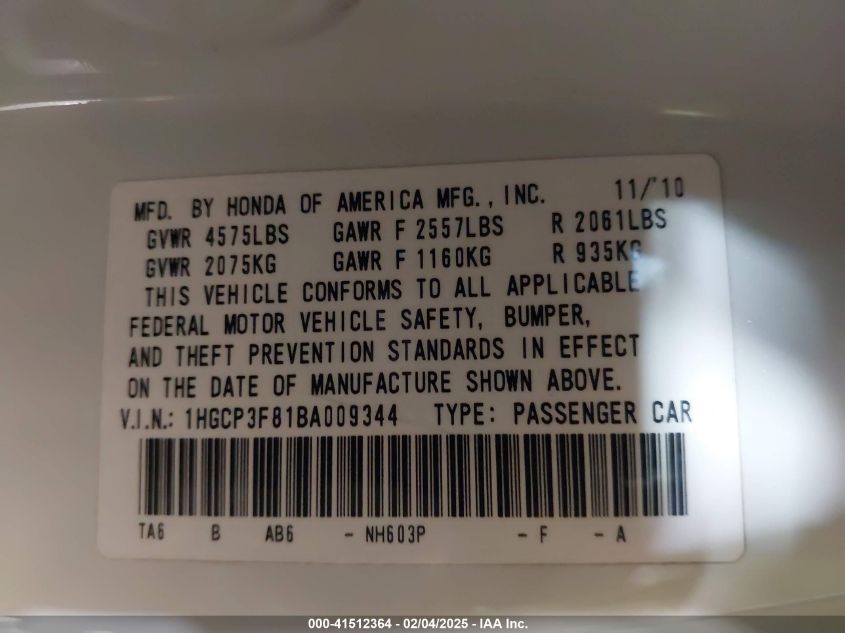 MFD. BY HONDA OF AMERICA MFG., INC. 11/'10
GVWR 4575LBS GAWR F 2557LBS R 2061LBS
GVWR 2075KG GAWR F 1160KG R 935KG
THIS VEHICLE CONFORMS TO ALL APPLICABLE
FEDERAL MOTOR VEHICLE SAFETY, BUMPER,
AND THEFT PREVENTION STANDARDS IN EFFECT
ON THE DATE OF MANUFACTURE SHOWN ABOVE.
V.I.N.: 1HGCP3F81BA009344 TYPE: PASSENGER CAR
TA6 B AB6 - NH603P - F - A
000-41512364 - 02/04/2025 - IAA Inc.